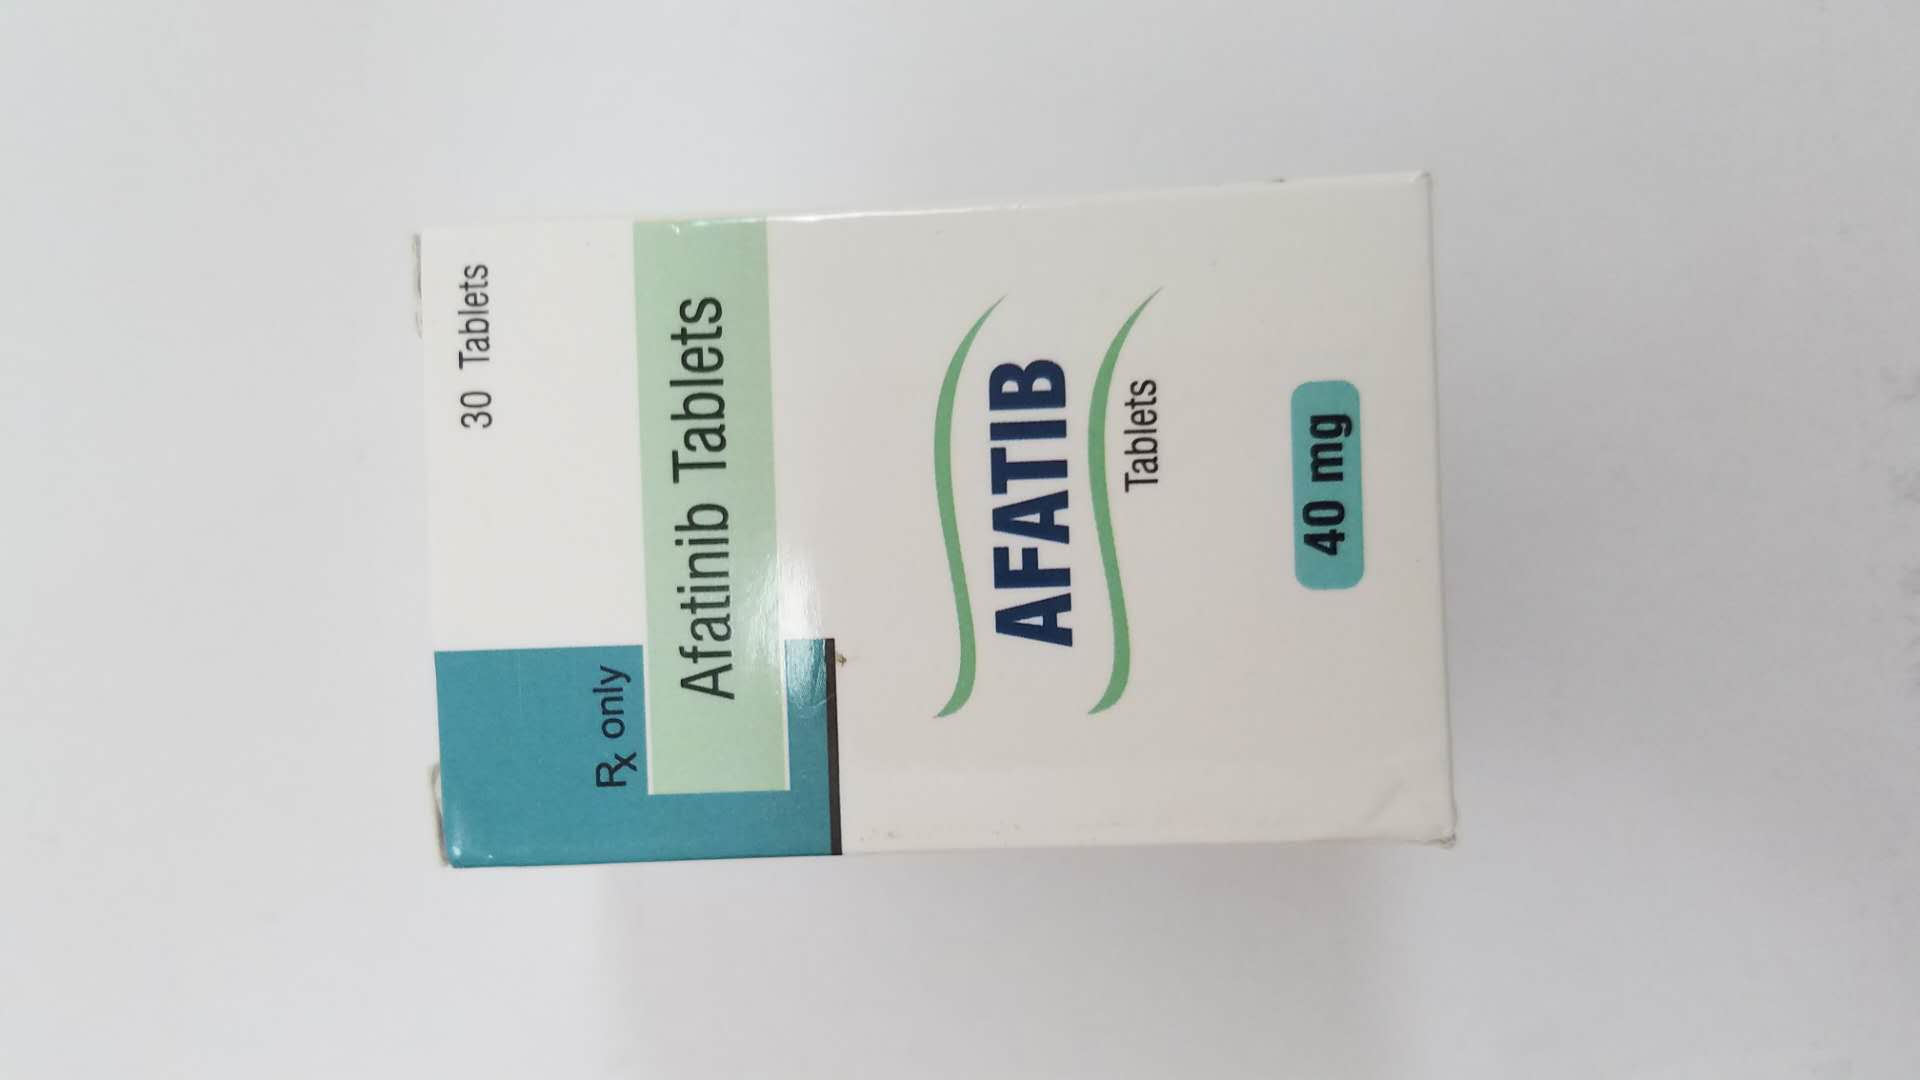 30 Tablets
Rx only
Afatinib Tablets
AFATIB
Tablets
40 mg